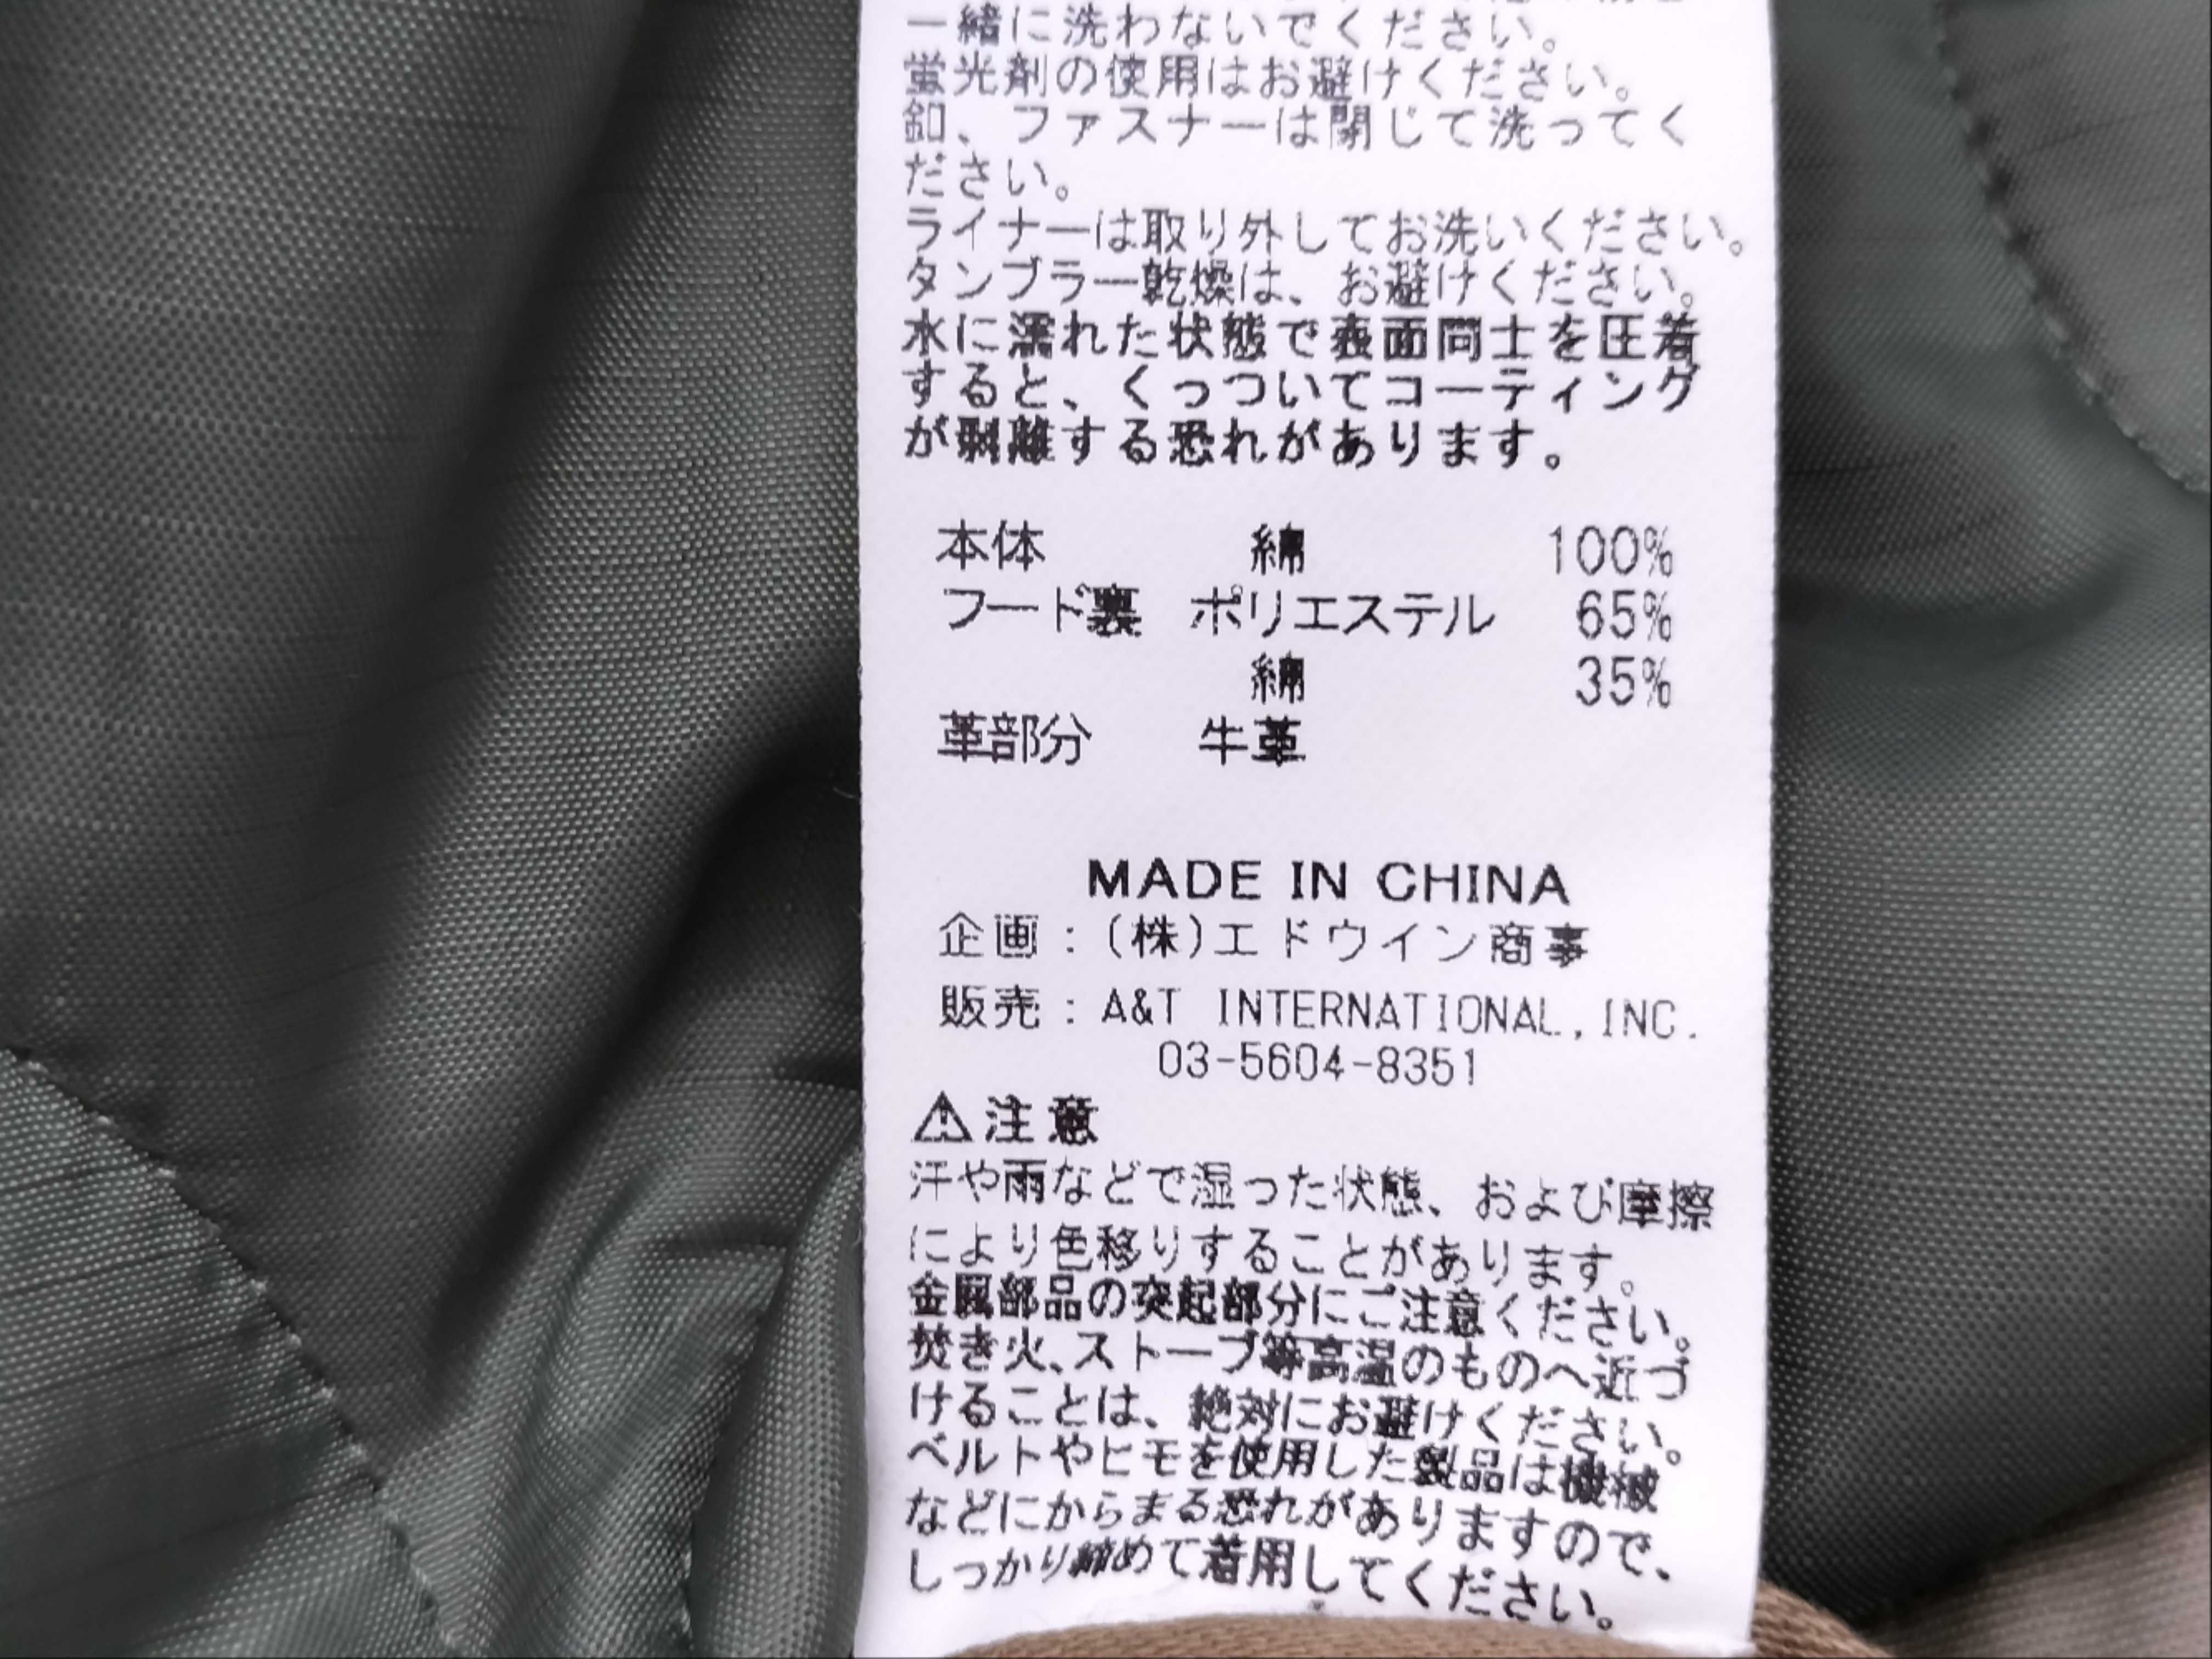 一緒に洗わないでください。
蛍光剤の使用はお避けください。
釦、ファスナーは閉じて洗ってく
ださい。
ライナーは取り外してお洗いください。
タンブラー乾燥は、お避けください。
水に濡れた状態で表面同士を圧着
すると、くっついてコーティング
が剥離する恐れがあります。
本体 綿 100%
フード裏 ポリエステル 65%
綿 35%
革部分 牛革
MADE IN CHINA
企画：(株)エドウイン商事
販売：A&T INTERNATIONAL,INC.
03-5604-8351
⚠注意
汗や雨などで湿った状態、および摩擦
により色移りすることがあります。
金属部品の突起部分にご注意ください。
焚き火、ストーブ等高温のものへ近づ
けることは、絶対にお避けください。
ベルトやヒモを使用した製品は機械
などにからまる恐れがありますので、
しっかり締めて着用してください。